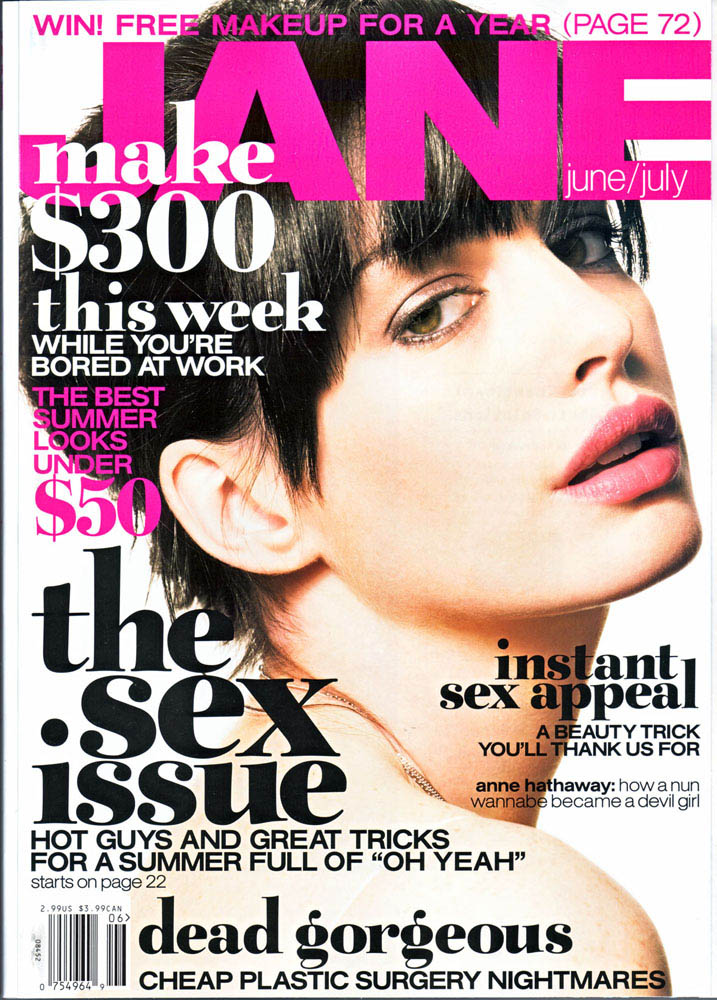 WIN! FREE MAKEUP FOR A YEAR (PAGE 72)
JANE
june/july
make
$300
this week
WHILE YOU'RE
BORED AT WORK
THE BEST
SUMMER
LOOKS
UNDER
$50
the
sex
issue
HOT GUYS AND GREAT TRICKS
FOR A SUMMER FULL OF “OH YEAH”
starts on page 22
instant
sex appeal
A BEAUTY TRICK
YOU'LL THANK US FOR
anne hathaway: how a nun
wannabe became a devil girl
2.99US $3.99CAN
06>
08452
0 754964 9
dead gorgeous
CHEAP PLASTIC SURGERY NIGHTMARES